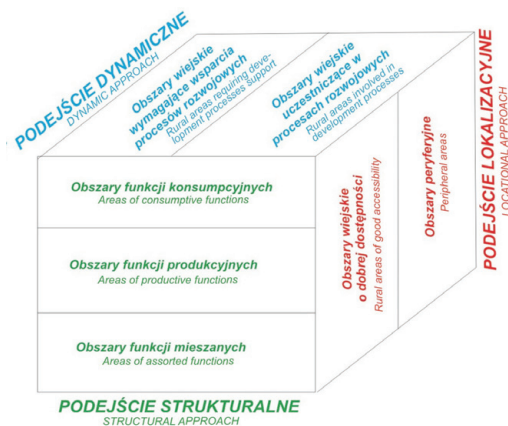 PODEJŚCIE DYNAMICZNE
DYNAMIC APPROACH
Obszary wiejskie
wymagające wsparcia
procesów rozwojowych
Rural areas requiring deve-
lopment processes support
Obszary wiejskie
uczestniczące w
procesach rozwojowych
Rural areas involved in
development processes
PODEJŚCIE LOKALIZACYJNE
LOCATIONAL APPROACH
Obszary wiejskie
o dobrej dostępności
Rural areas of good accessibility
Obszary peryferyjne
Peripheral areas
Obszary funkcji konsumpcyjnych
Areas of consumptive functions
Obszary funkcji produkcyjnych
Areas of productive functions
Obszary funkcji mieszanych
Areas of assorted functions
PODEJŚCIE STRUKTURALNE
STRUCTURAL APPROACH